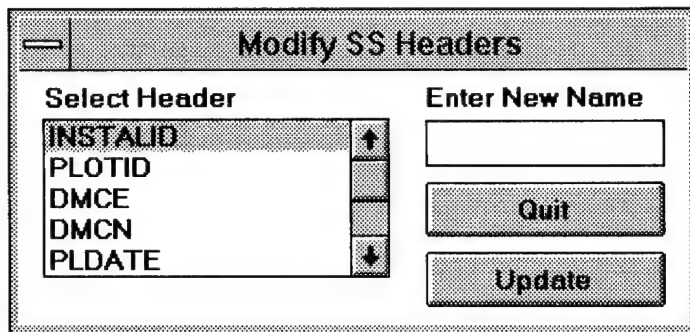 Modify SS Headers
Select Header
INSTALID
PLOTID
DMCE
DMCN
PLDATE
Enter New Name
Quit
Update